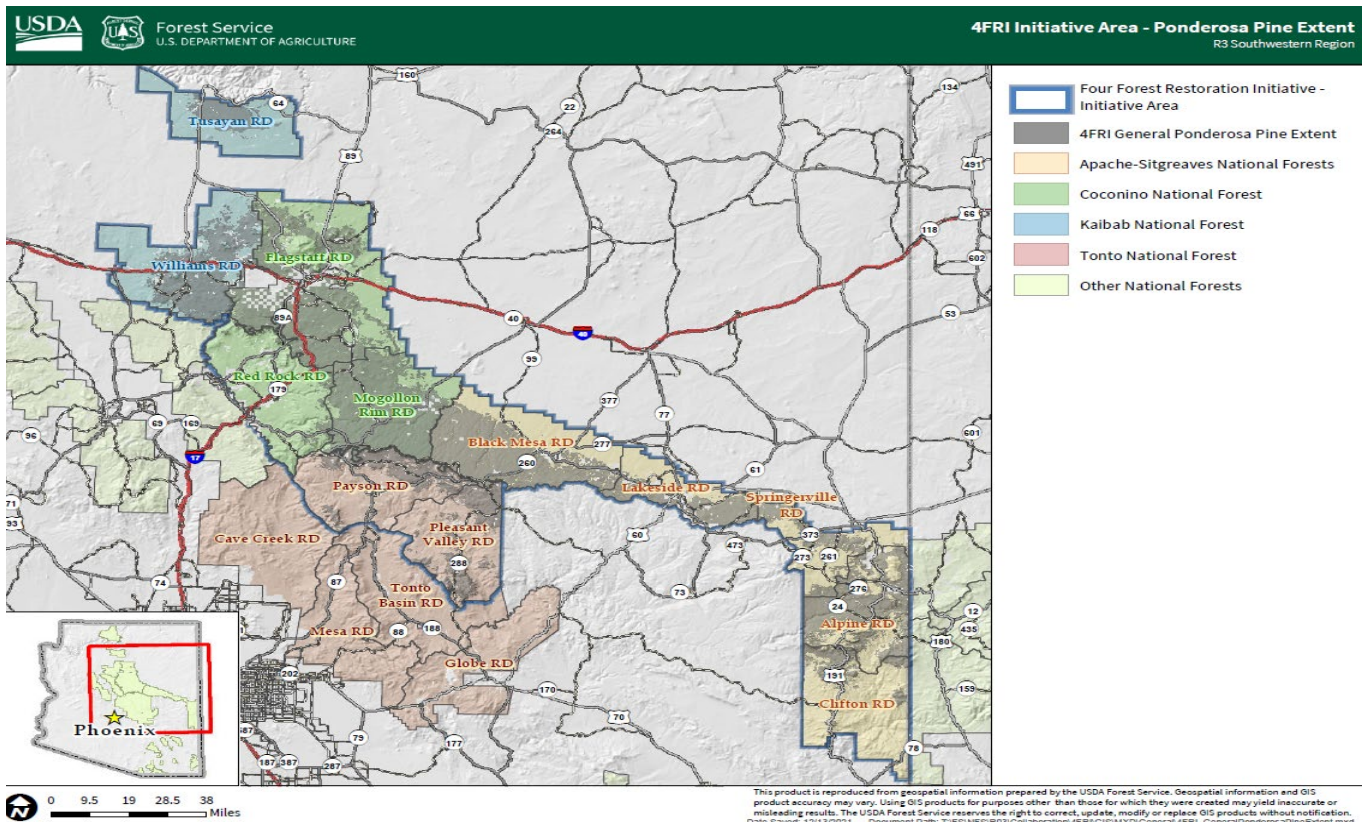 USDA
UAS
Forest Service
U.S. DEPARTMENT OF AGRICULTURE
4FRI Initiative Area - Ponderosa Pine Extent
R3 Southwestern Region
Four Forest Restoration Initiative -
Initiative Area
4FRI General Ponderosa Pine Extent
Apache-Sitgreaves National Forests
Coconino National Forest
Kaibab National Forest
Tonto National Forest
Other National Forests
160
134
64
22
Tusayan RD
264
89
491
66
118
Flagstaff RD
602
Williams RD
53
89A
40
40
99
Red Rock RD
179
Mogollon
Rim RD
377
77
69
169
96
Black Mesa RD
277
601
17
260
61
Payson RD
Lakeside RD
Springerville
RD
71
93
Pleasant
Valley RD
Cave Creek RD
60
473
373
273
261
288
74
87
73
276
Tonto
Basin RD
24
12
Mesa RD
88
188
Alpine RD
435
180
Globe RD
202
191
170
159
Phoenix
Clifton RD
70
79
78
177
187
387
287
N
0 9.5 19 28.5 38
Miles
This product is reproduced from geospatial information prepared by the USDA Forest Service. Geospatial information and GIS
product accuracy may vary. Using GIS products for purposes other than those for which they were created may yield inaccurate or
misleading results. The USDA Forest Service reserves the right to correct, update, modify or replace GIS products without notification.